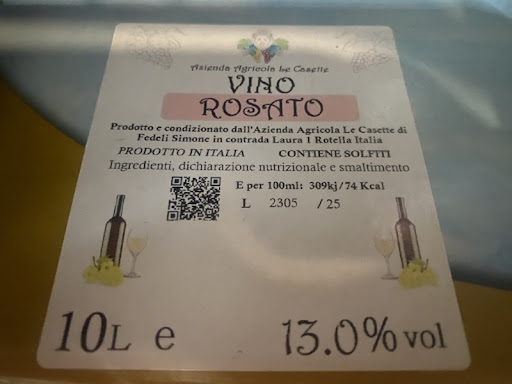 Azienda Agricola Le Casette
VINO
ROSATO
Prodotto e condizionato dall'Azienda Agricola Le Casette di
Fedeli Simone in contrada Laura 1 Rotella Italia
PRODOTTO IN ITALIA CONTIENE SOLFITI
Ingredienti, dichiarazione nutrizionale e smaltimento
E per 100ml: 309kj/74 Kcal
L 2305 / 25
10L e 13.0% vol